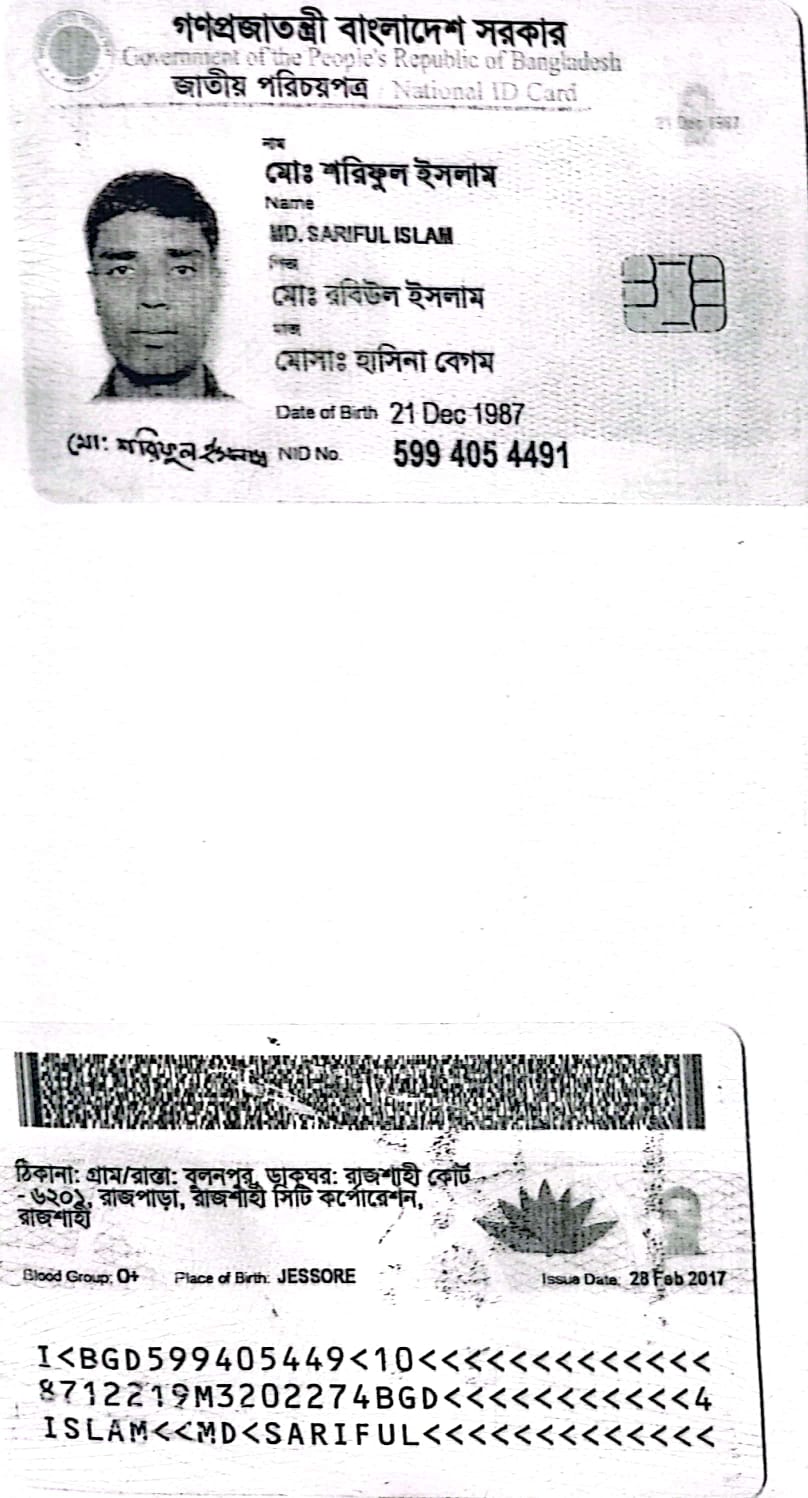 গণপ্রজাতন্ত্রী বাংলাদেশ সরকার
Government of the People's Republic of Bangladesh
জাতীয় পরিচয়পত্র / National ID Card
21 Dec 1987
নাম
মোঃ শরিফুল ইসলাম
Name
MD. SARIFUL ISLAM
পিতা
মোঃ রবিউল ইসলাম
মাতা
মোসাঃ হাসিনা বেগম
Date of Birth 21 Dec 1987
মো: শরিফুল ইসলাম NID No. 599 405 4491
ঠিকানা: গ্রাম/রাস্তা: বুলনপুর, ডাকঘর: রাজশাহী কোর্ট
- ৬২০১, রাজপাড়া, রাজশাহী সিটি কর্পোরেশন,
রাজশাহী
Blood Group: O+ Place of Birth: JESSORE Issue Date: 28 Feb 2017
I<BGD599405449<10<<<<<<<<<<<<<
8712219M3202274BGD<<<<<<<<<<<4
ISLAM<<MD<SARIFUL<<<<<<<<<<<<<